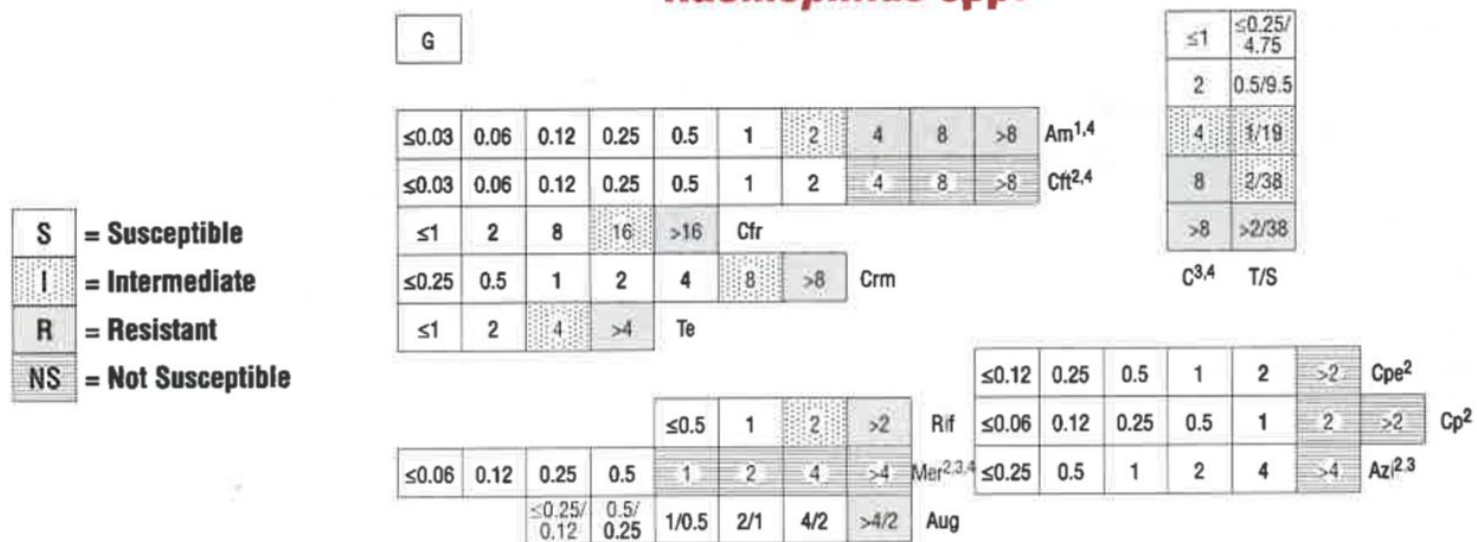 Haemophilus spp.
G
≤0.03 0.06 0.12 0.25 0.5 1 2 4 8 >8 Am1,4
≤0.03 0.06 0.12 0.25 0.5 1 2 4 8 >8 Cft2,4
≤1 2 8 16 >16 Cfr
≤0.25 0.5 1 2 4 8 >8 Crm
≤1 2 4 >4 Te
S = Susceptible
I = Intermediate
R = Resistant
NS = Not Susceptible
≤1 ≤0.25/4.75
2 0.5/9.5
4 1/19
8 2/38
>8 >2/38
C3,4 T/S
≤0.5 1 2 >2 Rif
≤0.06 0.12 0.25 0.5 1 2 4 >4 Mer2,3,4
≤0.25/0.12 0.5/0.25 1/0.5 2/1 4/2 >4/2 Aug
≤0.12 0.25 0.5 1 2 >2 Cpe2
≤0.06 0.12 0.25 0.5 1 2 >2 Cp2
≤0.25 0.5 1 2 4 >4 Azi2,3